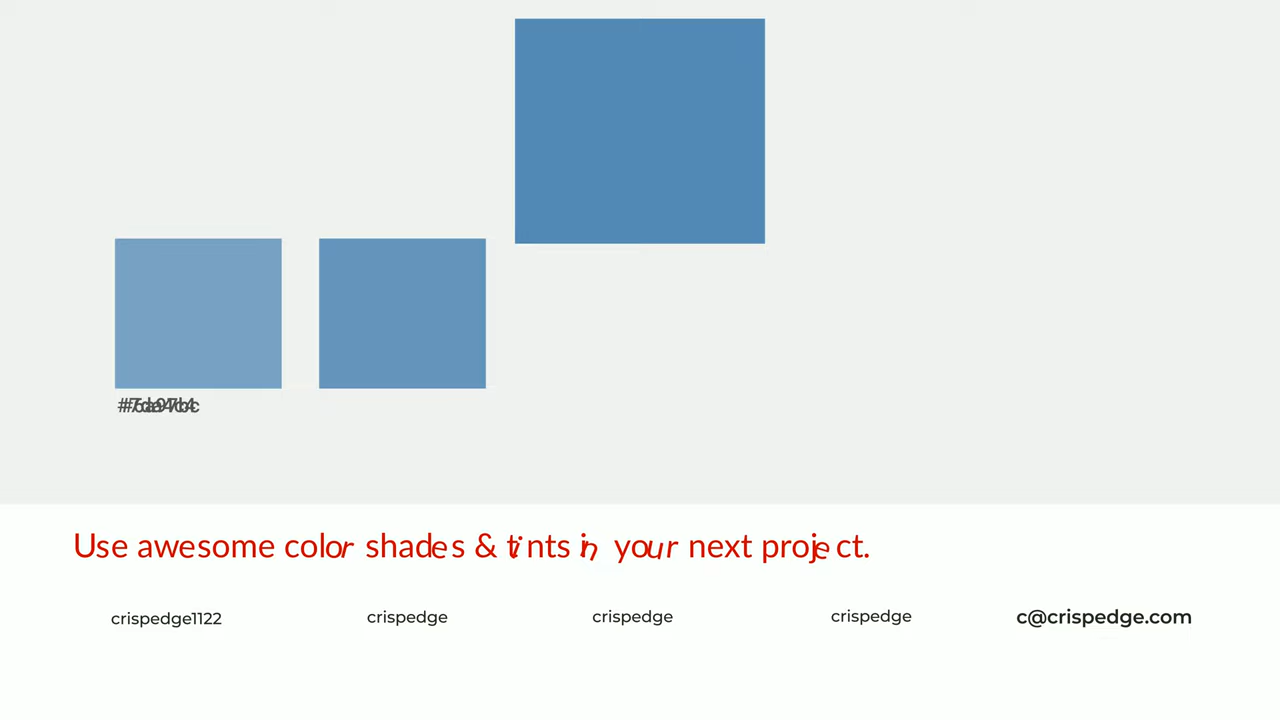 Use awesome color shades & tints in your next project.
crispedge1122 crispedge crispedge crispedge c@crispedge.com